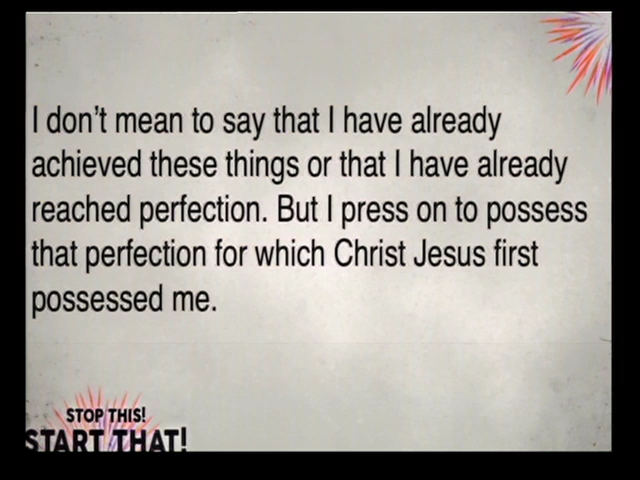 I don't mean to say that I have already
achieved these things or that I have already
reached perfection. But I press on to possess
that perfection for which Christ Jesus first
possessed me.
STOP THIS!
START THAT!